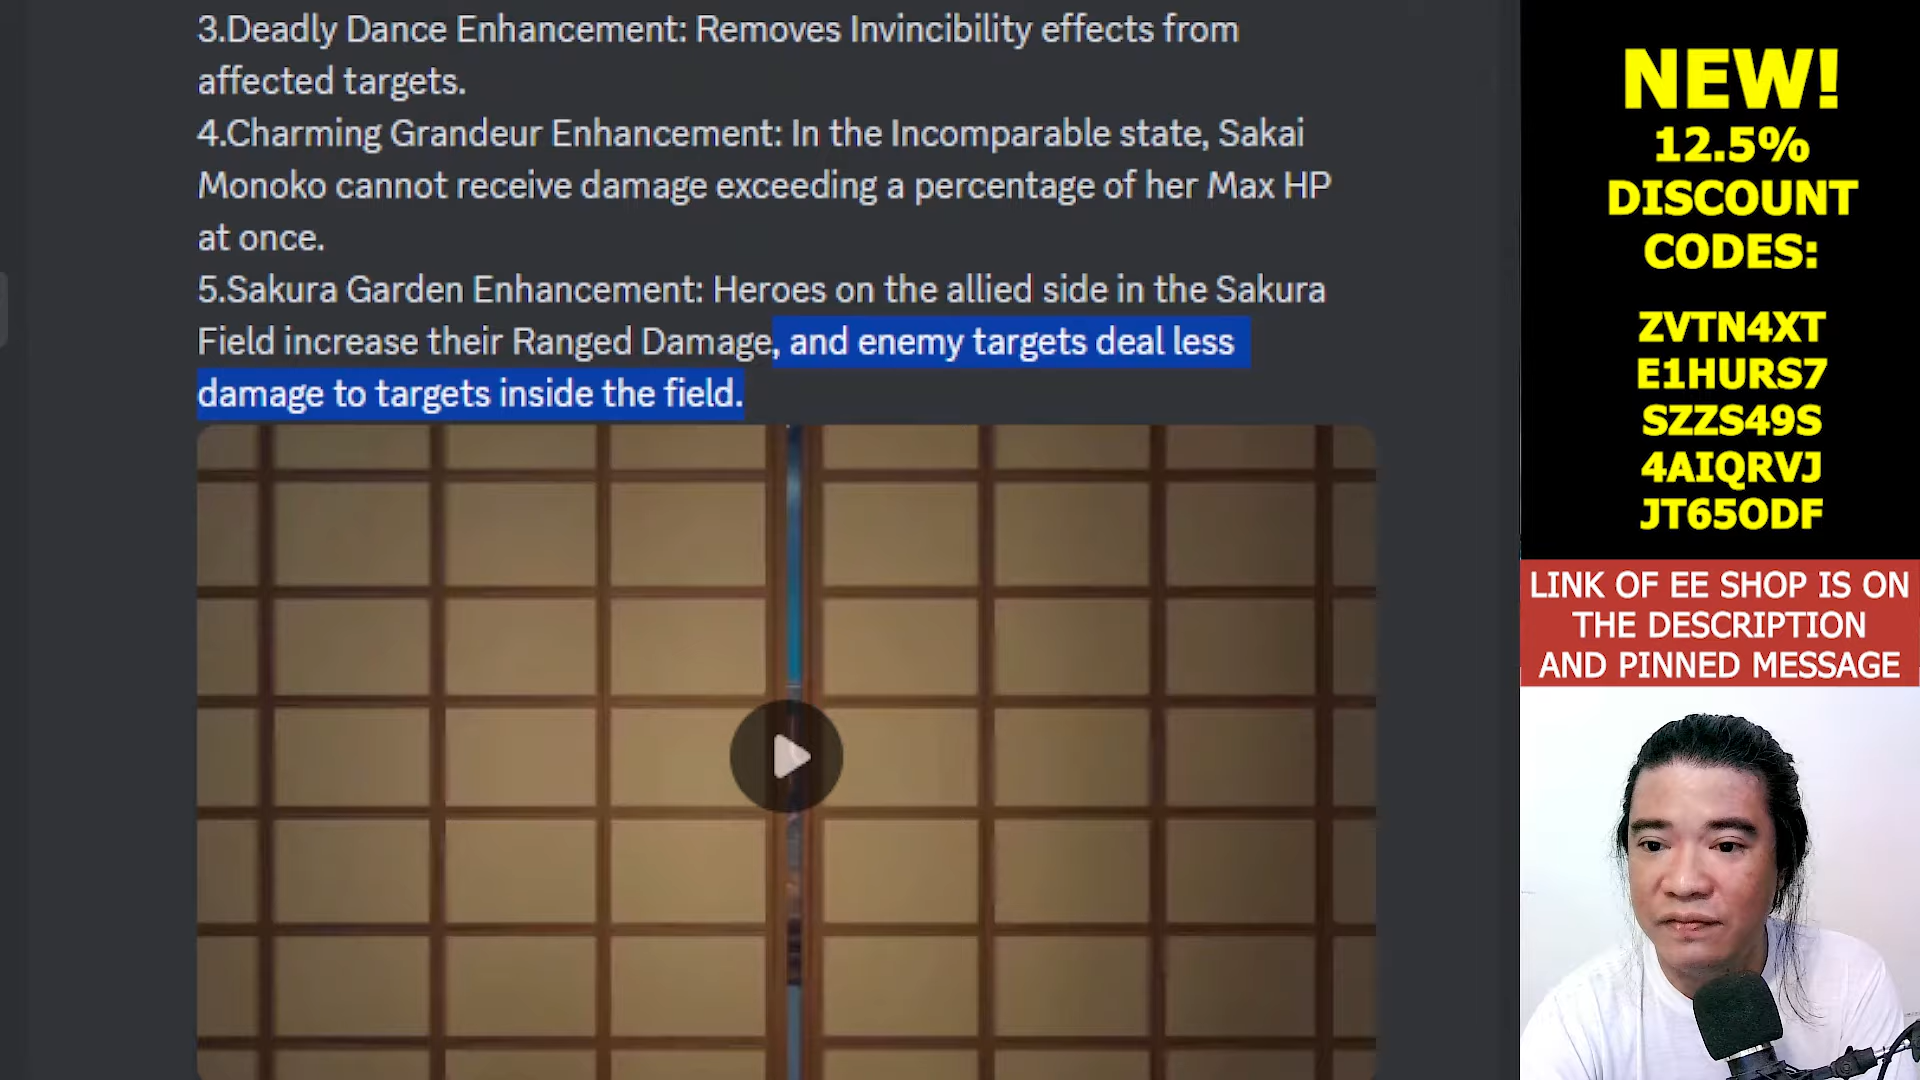 3.Deadly Dance Enhancement: Removes Invincibility effects from
affected targets.
4.Charming Grandeur Enhancement: In the Incomparable state, Sakai
Monoko cannot receive damage exceeding a percentage of her Max HP
at once.
5.Sakura Garden Enhancement: Heroes on the allied side in the Sakura
Field increase their Ranged Damage, and enemy targets deal less
damage to targets inside the field.
NEW!
12.5%
DISCOUNT
CODES:
ZVTN4XT
E1HURS7
SZZS49S
4AIQRVJ
JT65ODF
LINK OF EE SHOP IS ON
THE DESCRIPTION
AND PINNED MESSAGE